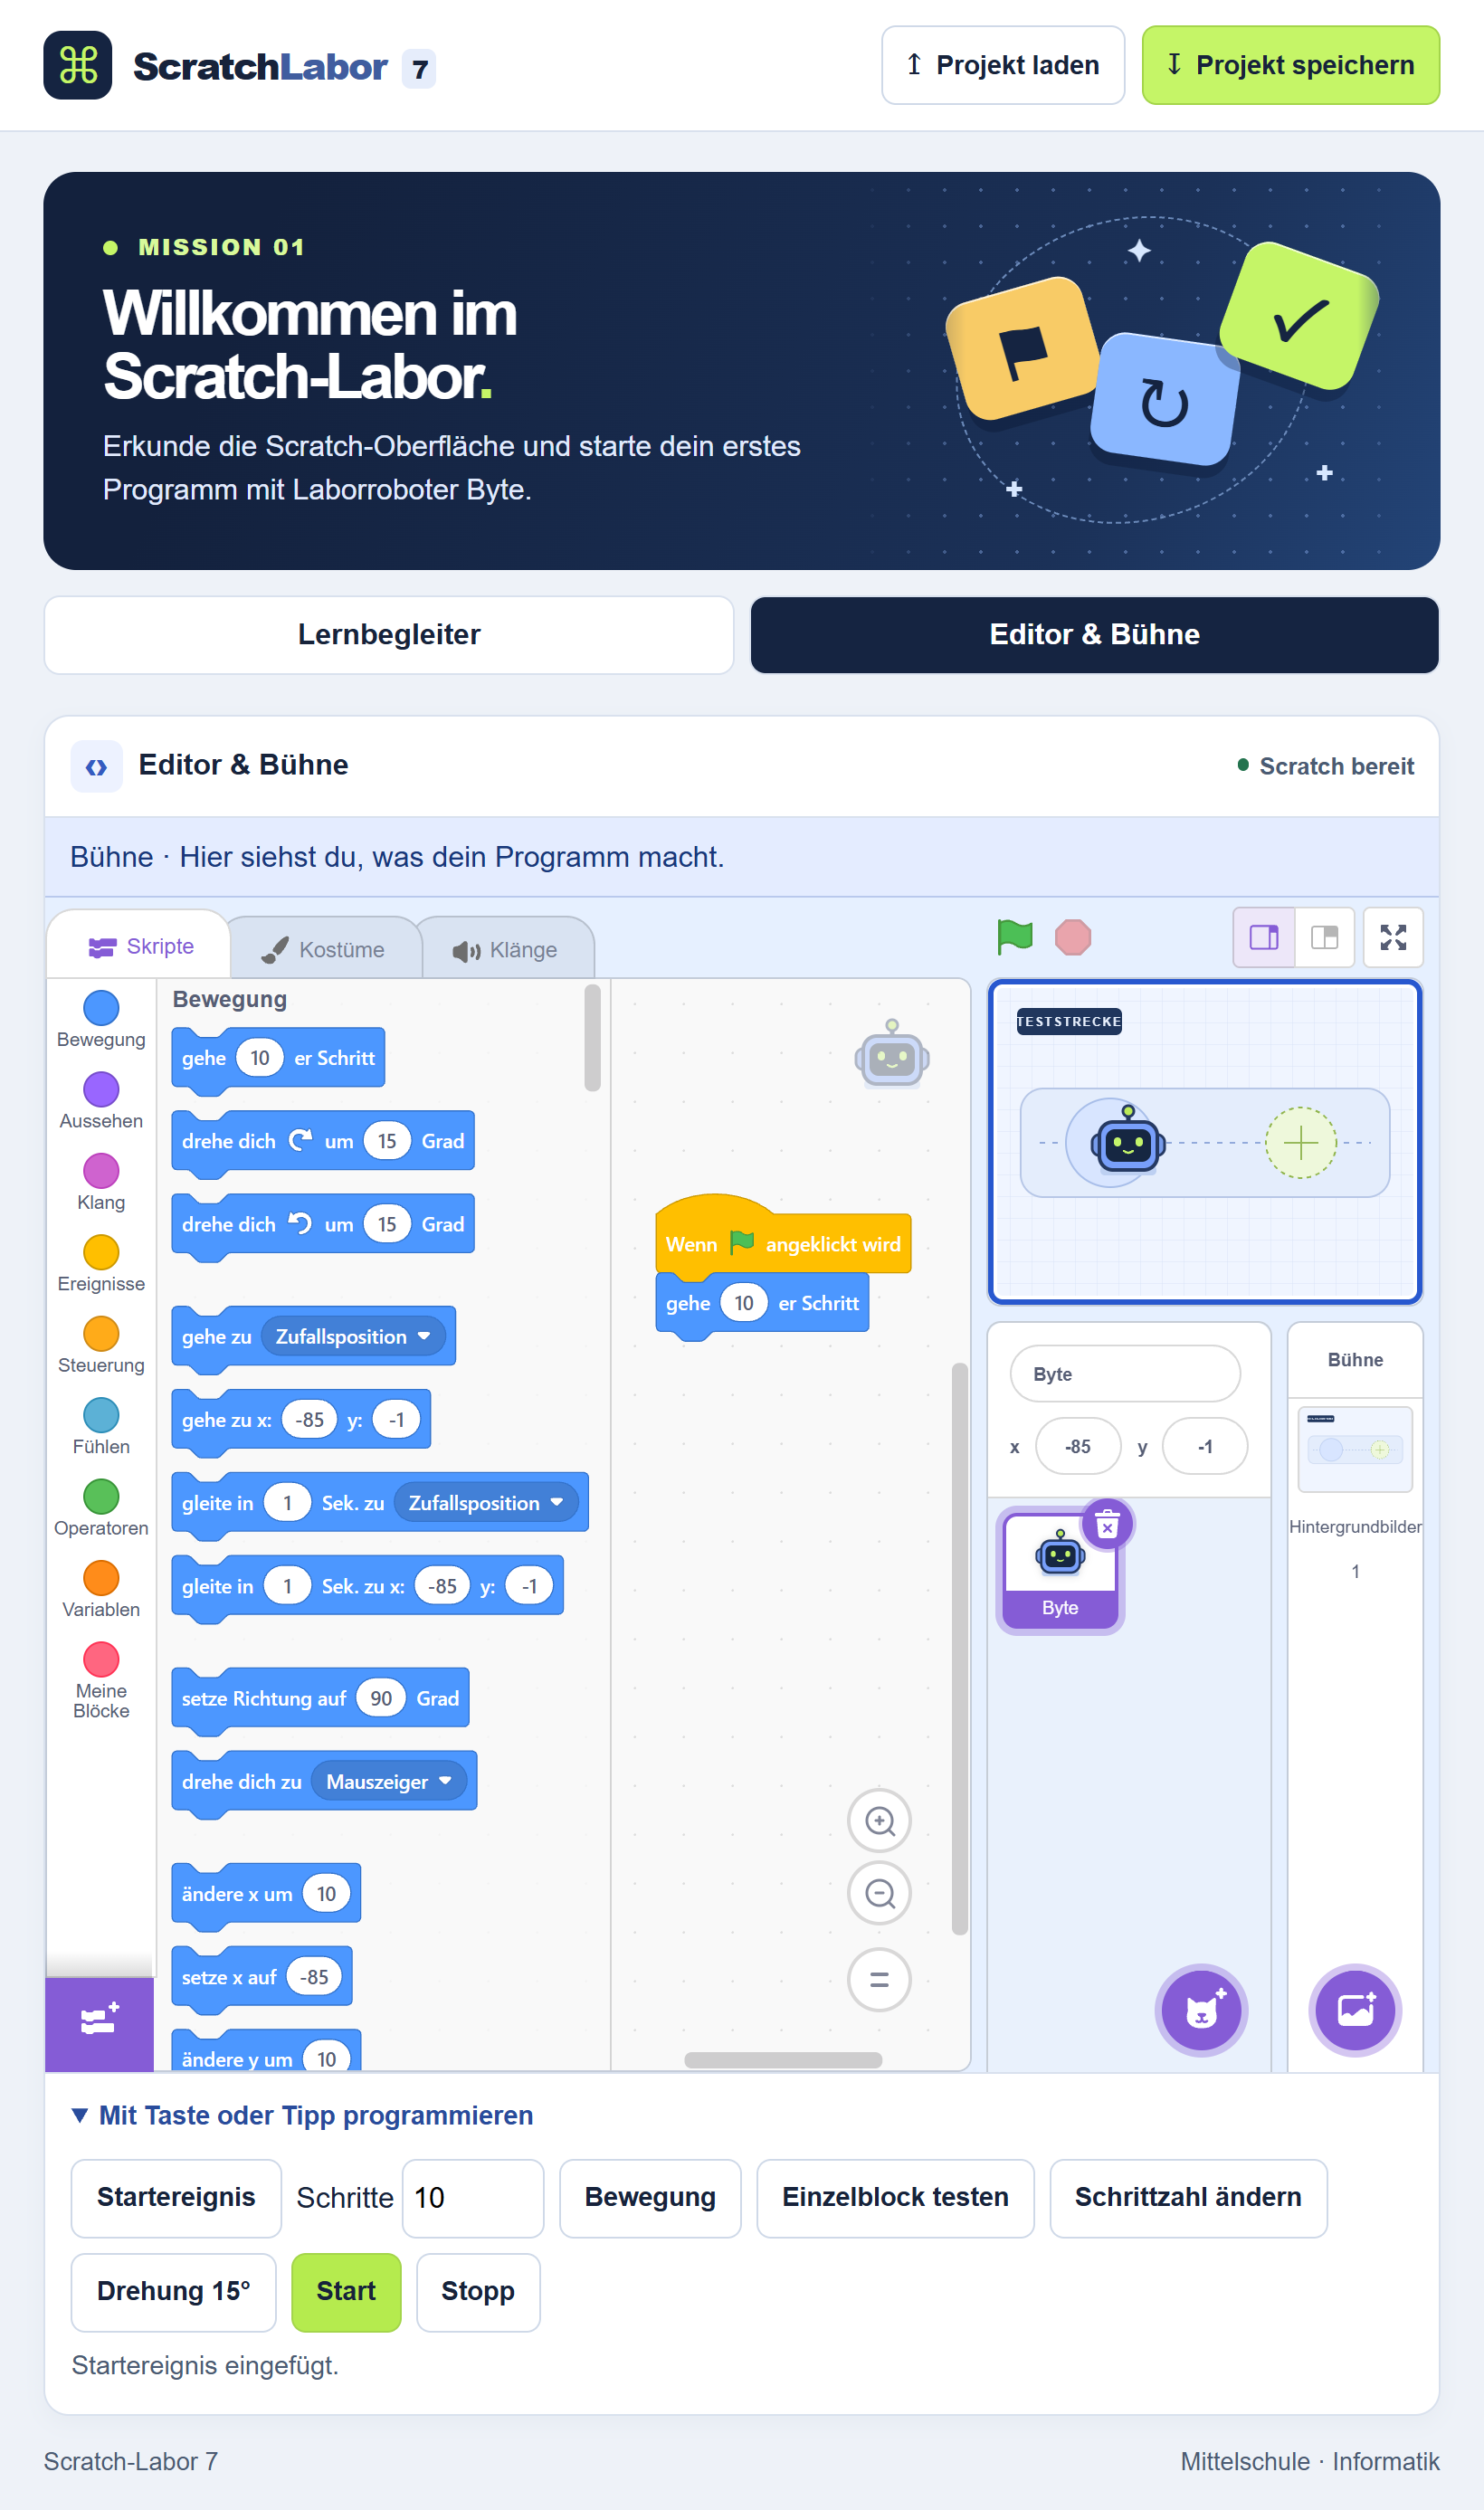 ScratchLabor 7
Projekt laden
Projekt speichern
MISSION 01
Willkommen im
Scratch-Labor.
Erkunde die Scratch-Oberfläche und starte dein erstes
Programm mit Laborroboter Byte.
Lernbegleiter
Editor & Bühne
Editor & Bühne
Scratch bereit
Bühne · Hier siehst du, was dein Programm macht.
Skripte
Kostüme
Klänge
Bewegung
Aussehen
Klang
Ereignisse
Steuerung
Fühlen
Operatoren
Variablen
Meine
Blöcke
Bewegung
gehe 10 er Schritt
drehe dich um 15 Grad
drehe dich um 15 Grad
gehe zu Zufallsposition
gehe zu x: -85 y: -1
gleite in 1 Sek. zu Zufallsposition
gleite in 1 Sek. zu x: -85 y: -1
setze Richtung auf 90 Grad
drehe dich zu Mauszeiger
ändere x um 10
setze x auf -85
ändere y um 10
Wenn angeklickt wird
gehe 10 er Schritt
TESTSTRECKE
Byte
x -85 y -1
Byte
Bühne
Hintergrundbilder
1
Mit Taste oder Tipp programmieren
Startereignis Schritte 10 Bewegung Einzelblock testen Schrittzahl ändern
Drehung 15° Start Stopp
Startereignis eingefügt.
Scratch-Labor 7
Mittelschule · Informatik